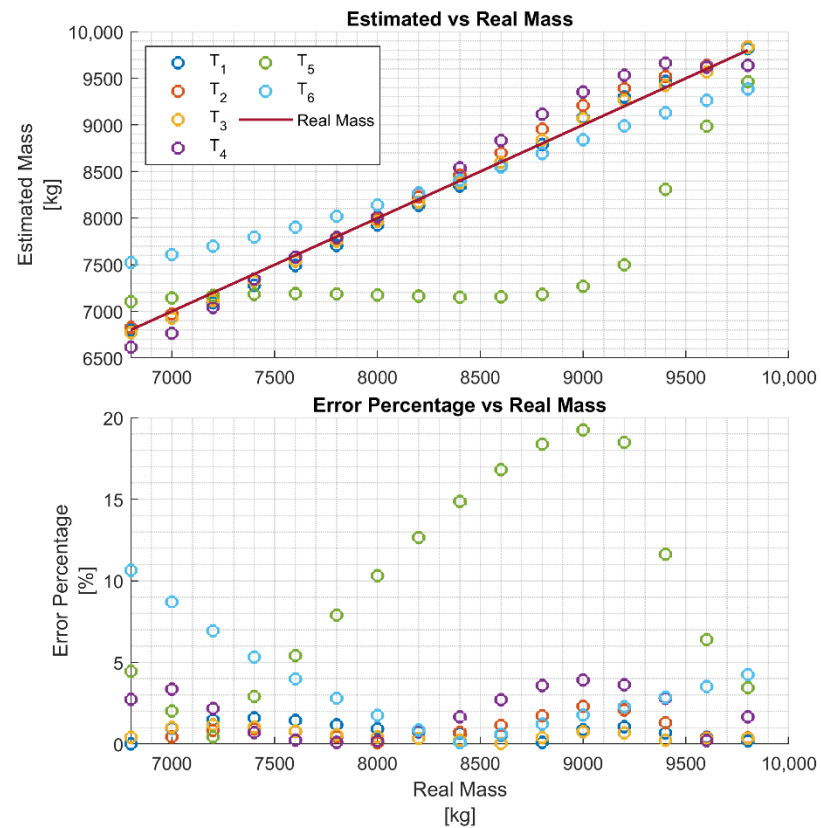 Estimated vs Real Mass
10,000
9500
9000
8500
8000
7500
7000
6500
Estimated Mass
[kg]
T1 T5
T2 T6
T3 Real Mass
T4
7000 7500 8000 8500 9000 9500 10,000
Error Percentage vs Real Mass
20
15
10
5
0
Error Percentage
[%]
7000 7500 8000 8500 9000 9500 10,000
Real Mass
[kg]